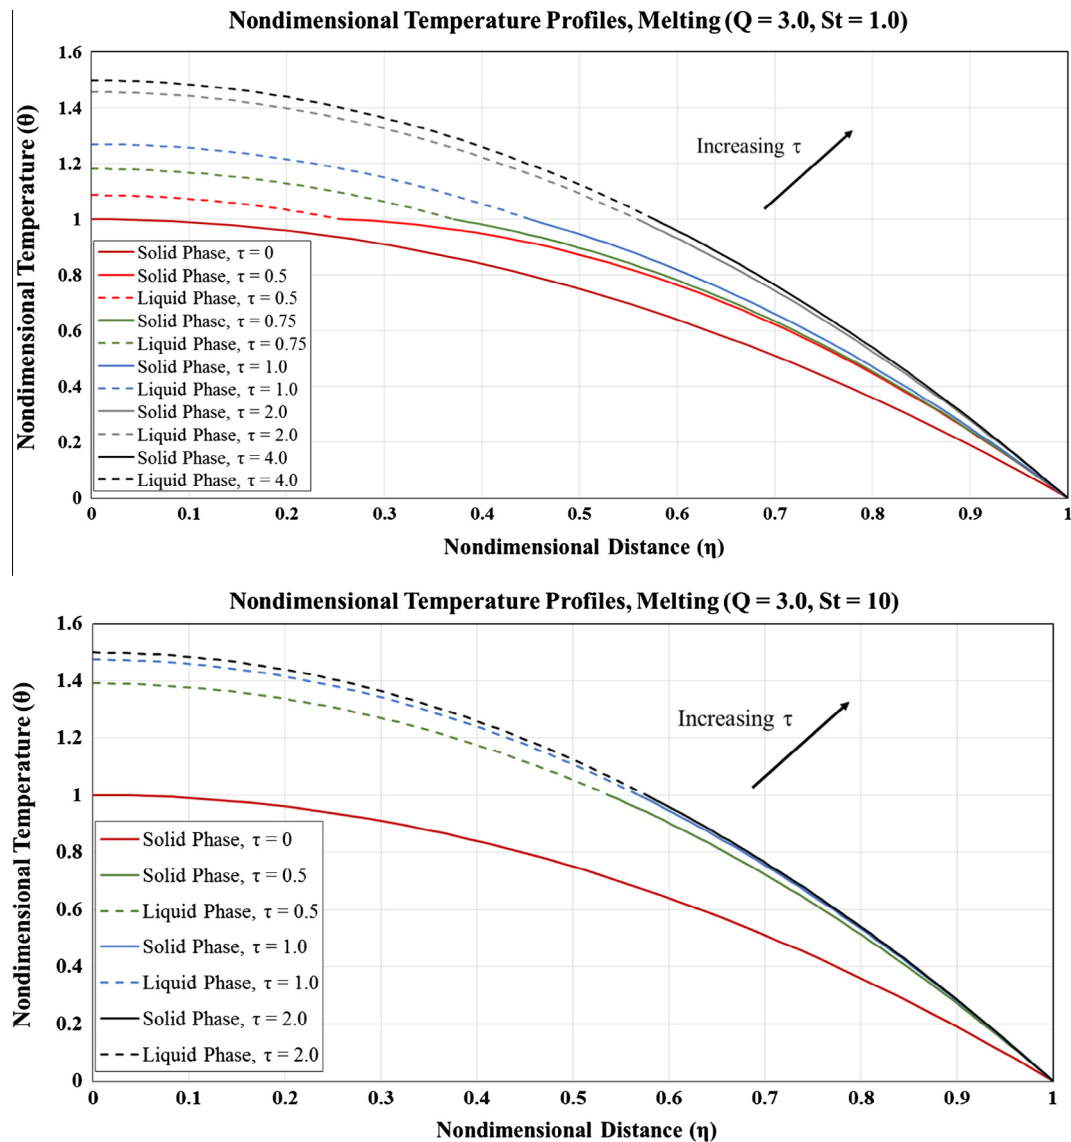 Nondimensional Temperature Profiles, Melting (Q = 3.0, St = 1.0)
1.6
1.4
1.2
1
0.8
0.6
0.4
0.2
0
Nondimensional Temperature (θ)
Increasing τ
Solid Phase, τ = 0
Solid Phase, τ = 0.5
Liquid Phase, τ = 0.5
Solid Phase, τ = 0.75
Liquid Phase, τ = 0.75
Solid Phase, τ = 1.0
Liquid Phase, τ = 1.0
Solid Phase, τ = 2.0
Liquid Phase, τ = 2.0
Solid Phase, τ = 4.0
Liquid Phase, τ = 4.0
0 0.1 0.2 0.3 0.4 0.5 0.6 0.7 0.8 0.9 1
Nondimensional Distance (η)
Nondimensional Temperature Profiles, Melting (Q = 3.0, St = 10)
1.6
1.4
1.2
1
0.8
0.6
0.4
0.2
0
Nondimensional Temperature (θ)
Increasing τ
Solid Phase, τ = 0
Solid Phase, τ = 0.5
Liquid Phase, τ = 0.5
Solid Phase, τ = 1.0
Liquid Phase, τ = 1.0
Solid Phase, τ = 2.0
Liquid Phase, τ = 2.0
0 0.1 0.2 0.3 0.4 0.5 0.6 0.7 0.8 0.9 1
Nondimensional Distance (η)